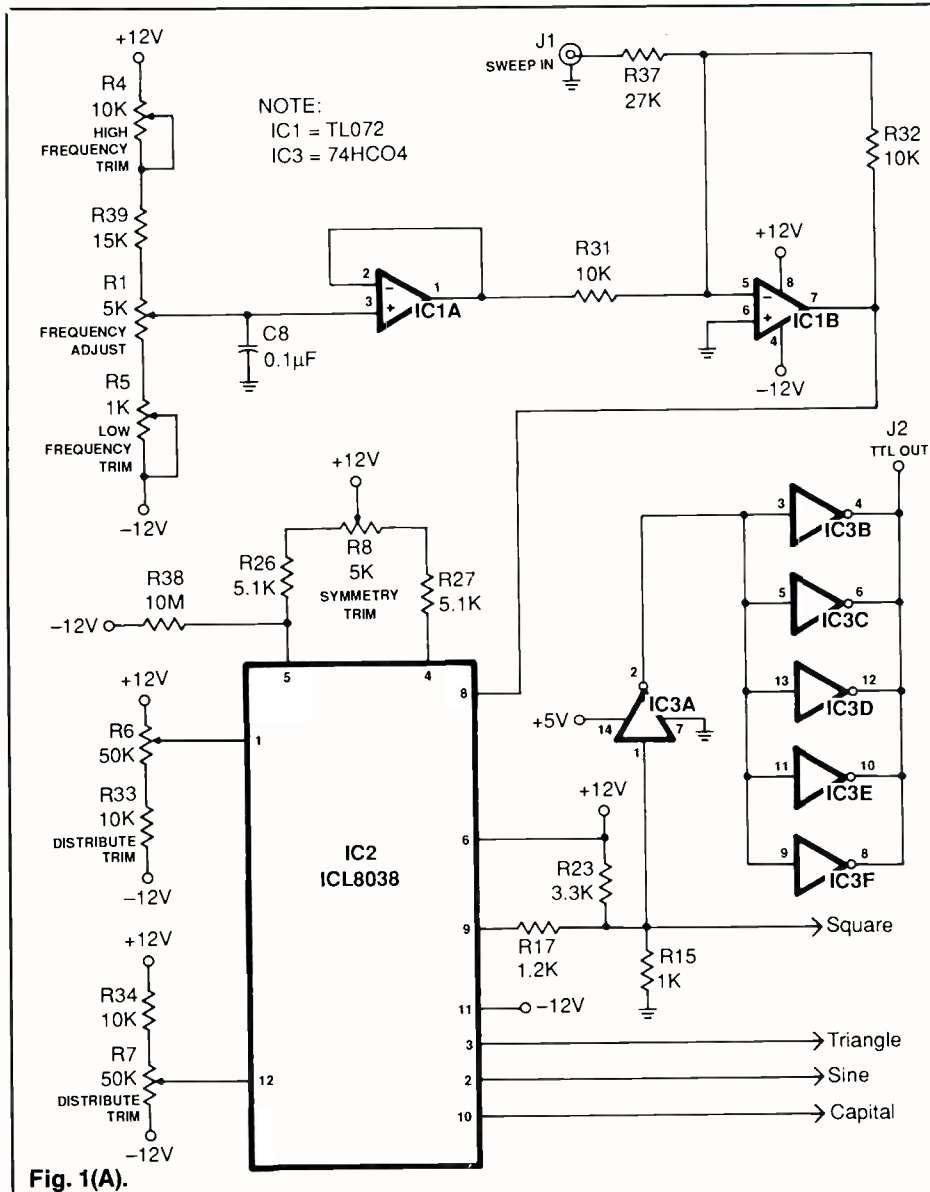 +12V
R4
10K
HIGH
FREQUENCY
TRIM
R39
15K
R1
5K
FREQUENCY
ADJUST
R5
1K
LOW
FREQUENCY
TRIM
-12V
NOTE:
IC1 = TL072
IC3 = 74HCO4
C8
0.1µF
2
-
3
+
1
IC1A
J1
SWEEP IN
R37
27K
R32
10K
R31
10K
+12V
5
-
6
+
8
7
IC1B
4
-12V
J2
TTL OUT
3
4
IC3B
5
6
IC3C
13
12
IC3D
11
10
IC3E
9
8
IC3F
2
IC3A
+5V
14
7
1
+12V
R8
5K
SYMMETRY
TRIM
R26
5.1K
R27
5.1K
R38
10M
-12V
5
4
8
+12V
R6
50K
1
R33
10K
DISTRIBUTE
TRIM
-12V
IC2
ICL8038
+12V
6
R23
3.3K
9
R17
1.2K
R15
1K
Square
11
-12V
+12V
R34
10K
R7
50K
DISTRIBUTE
TRIM
-12V
12
3
Triangle
2
Sine
10
Capital
Fig. 1(A).